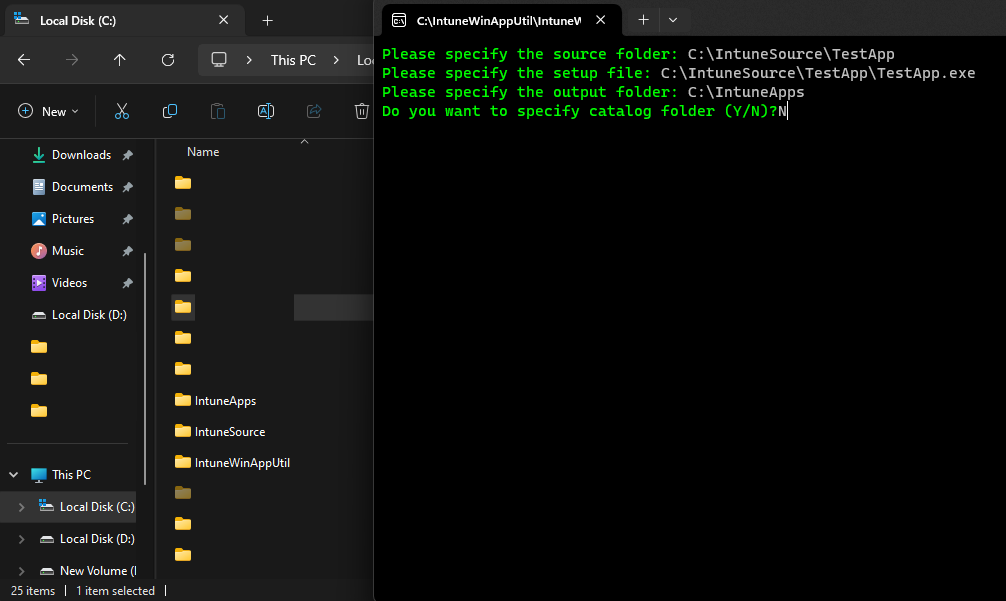 Local Disk (C:)
This PC
Lo
New
Downloads
Documents
Pictures
Music
Videos
Local Disk (D:)
This PC
Local Disk (C:)
Local Disk (D:)
New Volume (
25 items
1 item selected
Name
IntuneApps
IntuneSource
IntuneWinAppUtil
C:\IntuneWinAppUtil\IntuneW
Please specify the source folder: C:\IntuneSource\TestApp
Please specify the setup file: C:\IntuneSource\TestApp\TestApp.exe
Please specify the output folder: C:\IntuneApps
Do you want to specify catalog folder (Y/N)?N